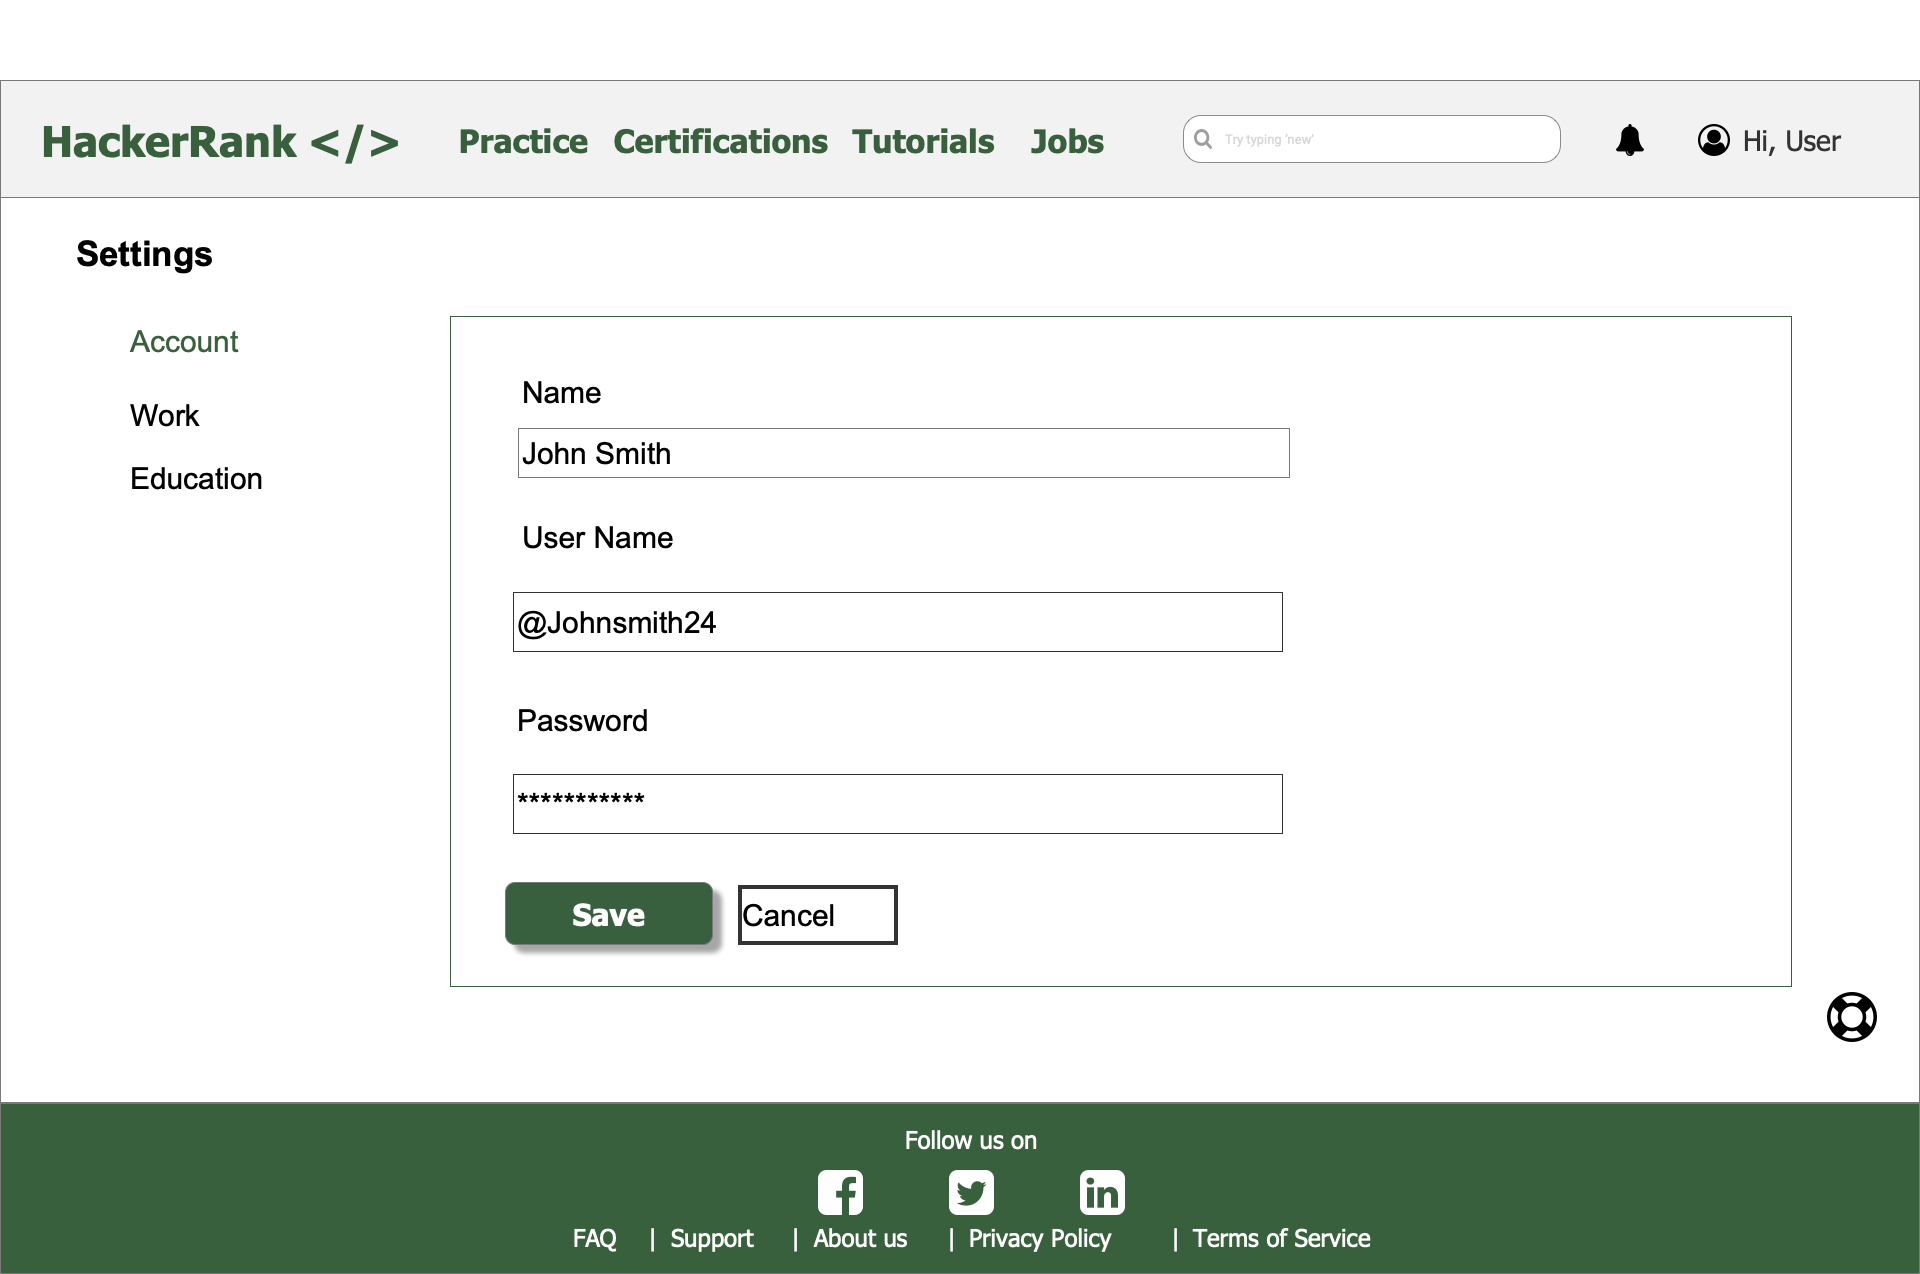 HackerRank </> Practice Certifications Tutorials Jobs Try typing 'new' Hi, User
Settings
Account
Work
Education
Name
John Smith
User Name
@Johnsmith24
Password
***********
Save Cancel
Follow us on
FAQ | Support | About us | Privacy Policy | Terms of Service